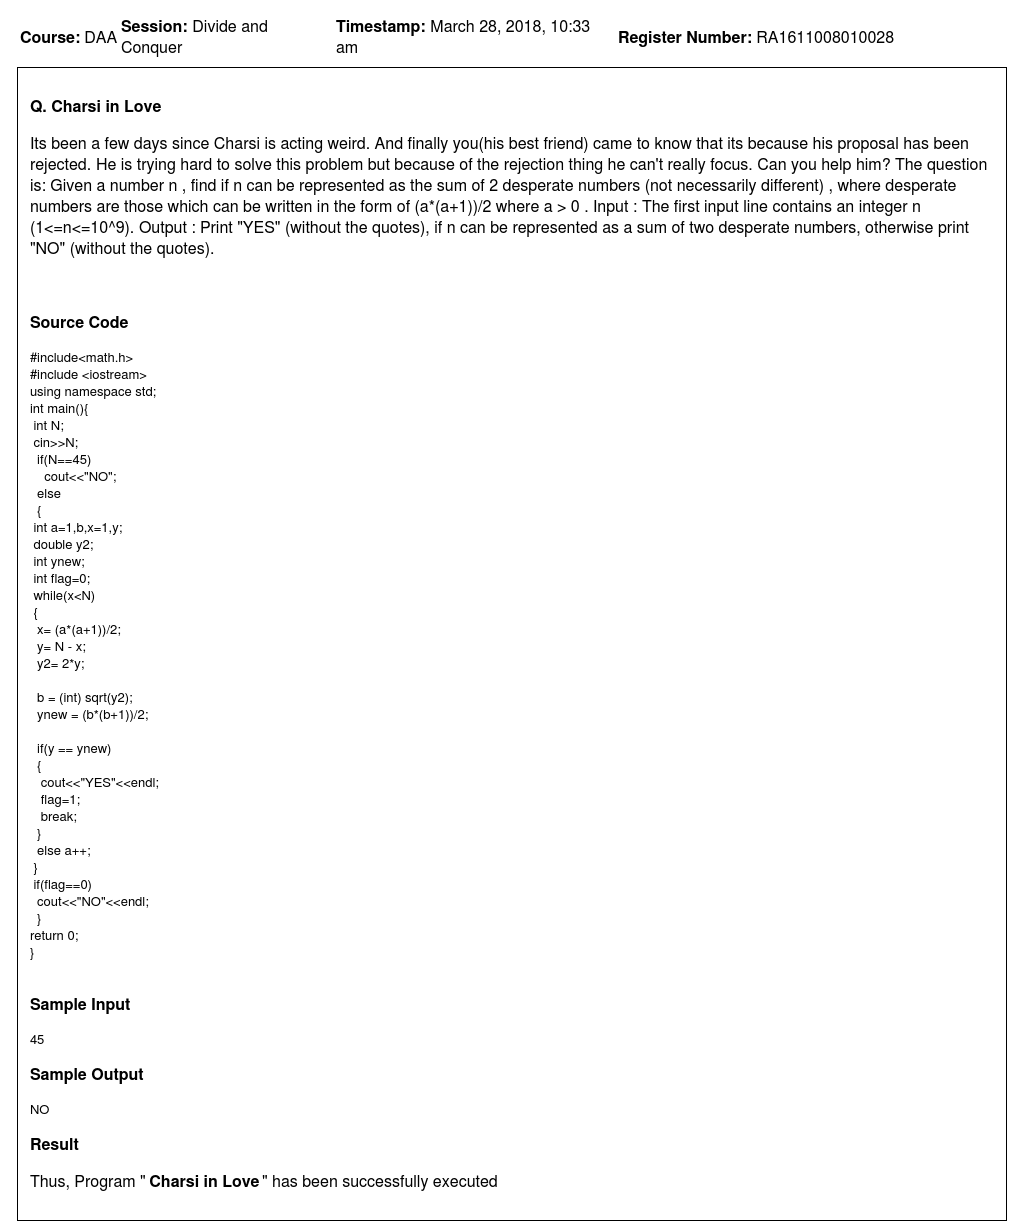 Course: DAA Session: Divide and Conquer Timestamp: March 28, 2018, 10:33 am Register Number: RA1611008010028
Q. Charsi in Love
Its been a few days since Charsi is acting weird. And finally you(his best friend) came to know that its because his proposal has been
rejected. He is trying hard to solve this problem but because of the rejection thing he can't really focus. Can you help him? The question
is: Given a number n , find if n can be represented as the sum of 2 desperate numbers (not necessarily different) , where desperate
numbers are those which can be written in the form of (a*(a+1))/2 where a > 0 . Input : The first input line contains an integer n
(1<=n<=10^9). Output : Print "YES" (without the quotes), if n can be represented as a sum of two desperate numbers, otherwise print
"NO" (without the quotes).
Source Code
#include<math.h>
#include <iostream>
using namespace std;
int main(){
int N;
cin>>N;
if(N==45)
cout<<"NO";
else
{
int a=1,b,x=1,y;
double y2;
int ynew;
int flag=0;
while(x<N)
{
x= (a*(a+1))/2;
y= N - x;
y2= 2*y;
b = (int) sqrt(y2);
ynew = (b*(b+1))/2;
if(y == ynew)
{
cout<<"YES"<<endl;
flag=1;
break;
}
else a++;
}
if(flag==0)
cout<<"NO"<<endl;
}
return 0;
}
Sample Input
45
Sample Output
NO
Result
Thus, Program " Charsi in Love " has been successfully executed